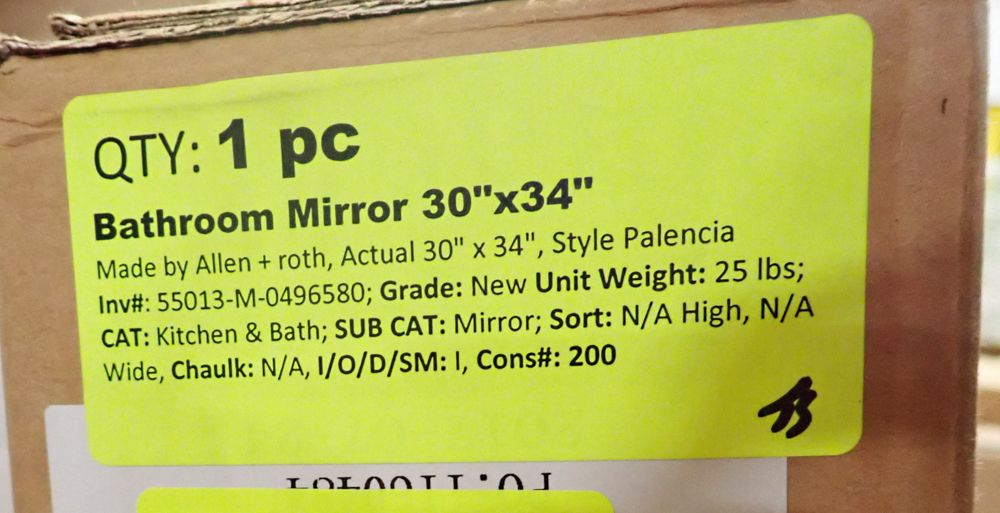 QTY: 1 pc
Bathroom Mirror 30"x34"
Made by Allen + roth, Actual 30" x 34", Style Palencia
Inv#: 55013-M-0496580; Grade: New Unit Weight: 25 lbs;
CAT: Kitchen & Bath; SUB CAT: Mirror; Sort: N/A High, N/A
Wide, Chaulk: N/A, I/O/D/SM: I, Cons#: 200